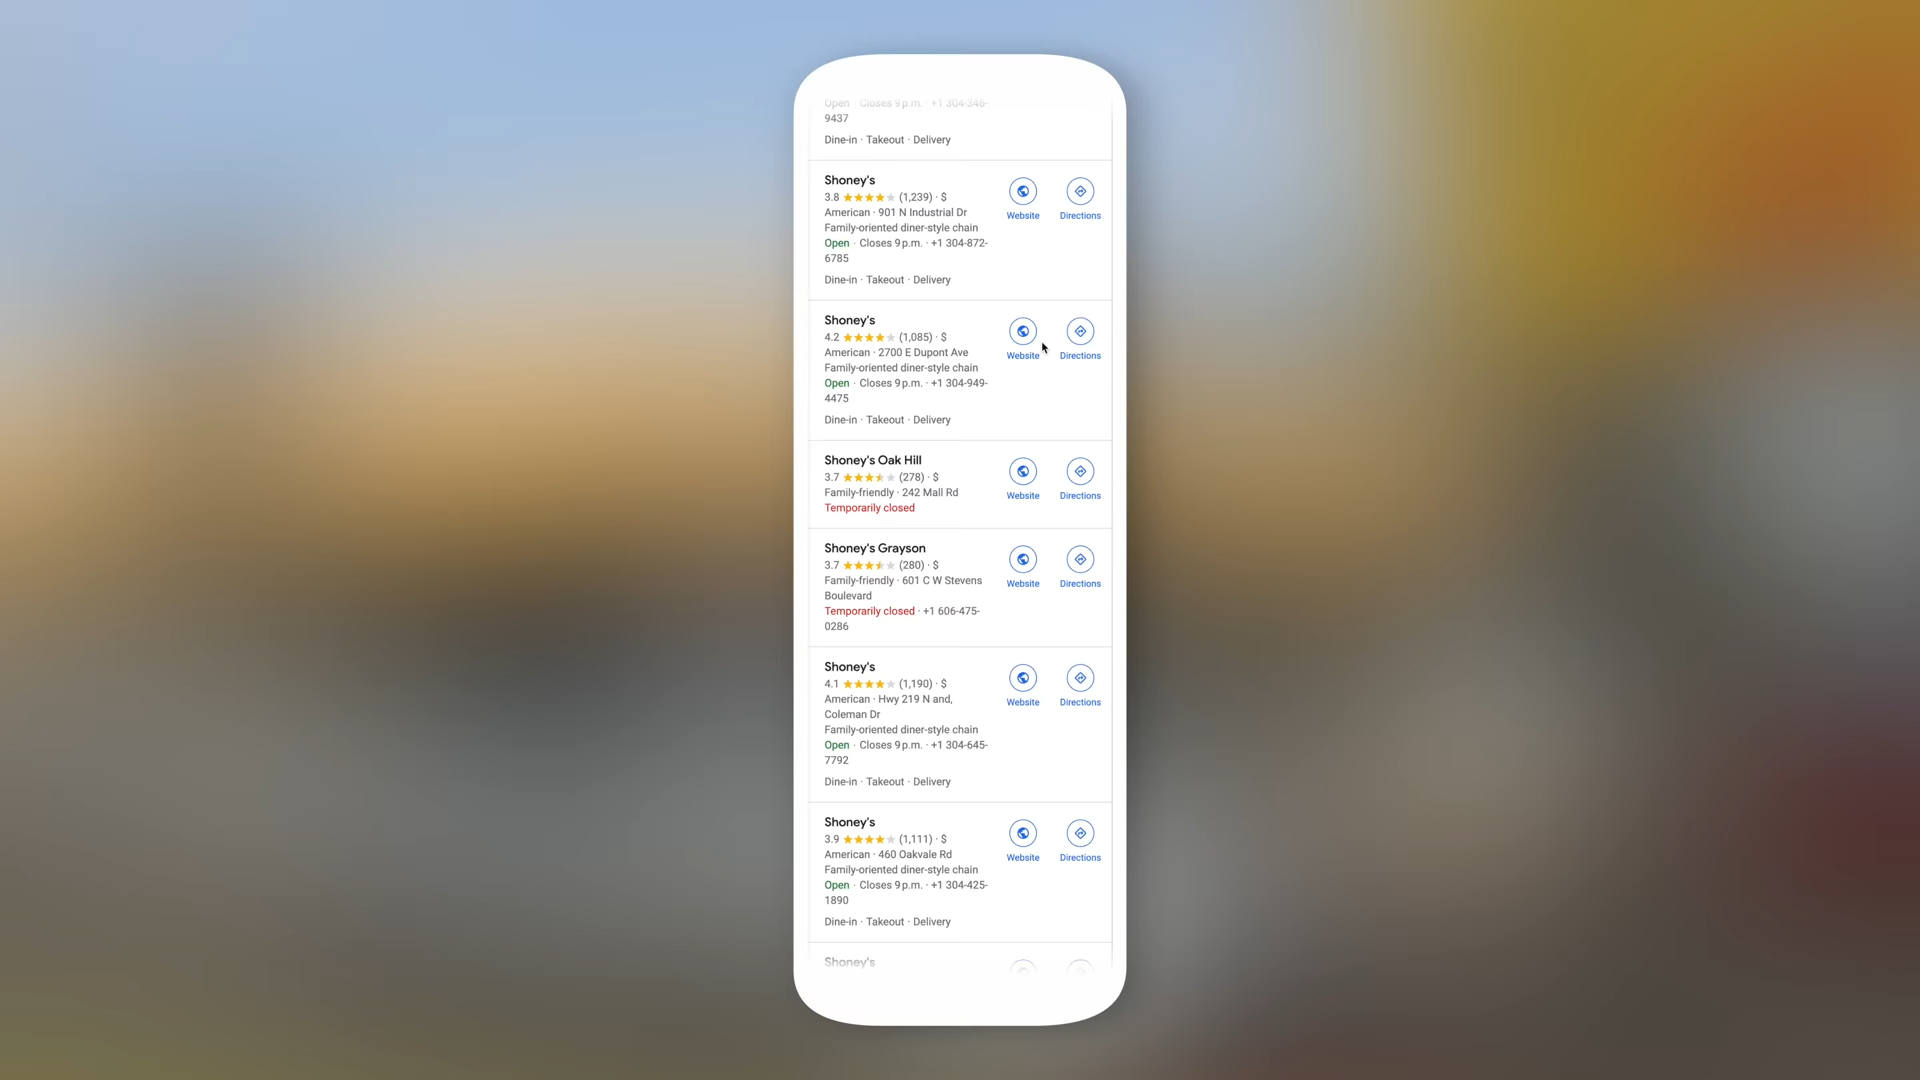 Open · Closes 9 p.m. · +1 304-346-
9437
Dine-in · Takeout · Delivery
Shoney's
3.8 (1,239) · $
American · 901 N Industrial Dr
Family-oriented diner-style chain
Open · Closes 9 p.m. · +1 304-872-
6785
Dine-in · Takeout · Delivery
Website
Directions
Shoney's
4.2 (1,085) · $
American · 2700 E Dupont Ave
Family-oriented diner-style chain
Open · Closes 9 p.m. · +1 304-949-
4475
Dine-in · Takeout · Delivery
Website
Directions
Shoney's Oak Hill
3.7 (278) · $
Family-friendly · 242 Mall Rd
Temporarily closed
Website
Directions
Shoney's Grayson
3.7 (280) · $
Family-friendly · 601 C W Stevens
Boulevard
Temporarily closed · +1 606-475-
0286
Website
Directions
Shoney's
4.1 (1,190) · $
American · Hwy 219 N and,
Coleman Dr
Family-oriented diner-style chain
Open · Closes 9 p.m. · +1 304-645-
7792
Dine-in · Takeout · Delivery
Website
Directions
Shoney's
3.9 (1,111) · $
American · 460 Oakvale Rd
Family-oriented diner-style chain
Open · Closes 9 p.m. · +1 304-425-
1890
Dine-in · Takeout · Delivery
Website
Directions
Shoney's